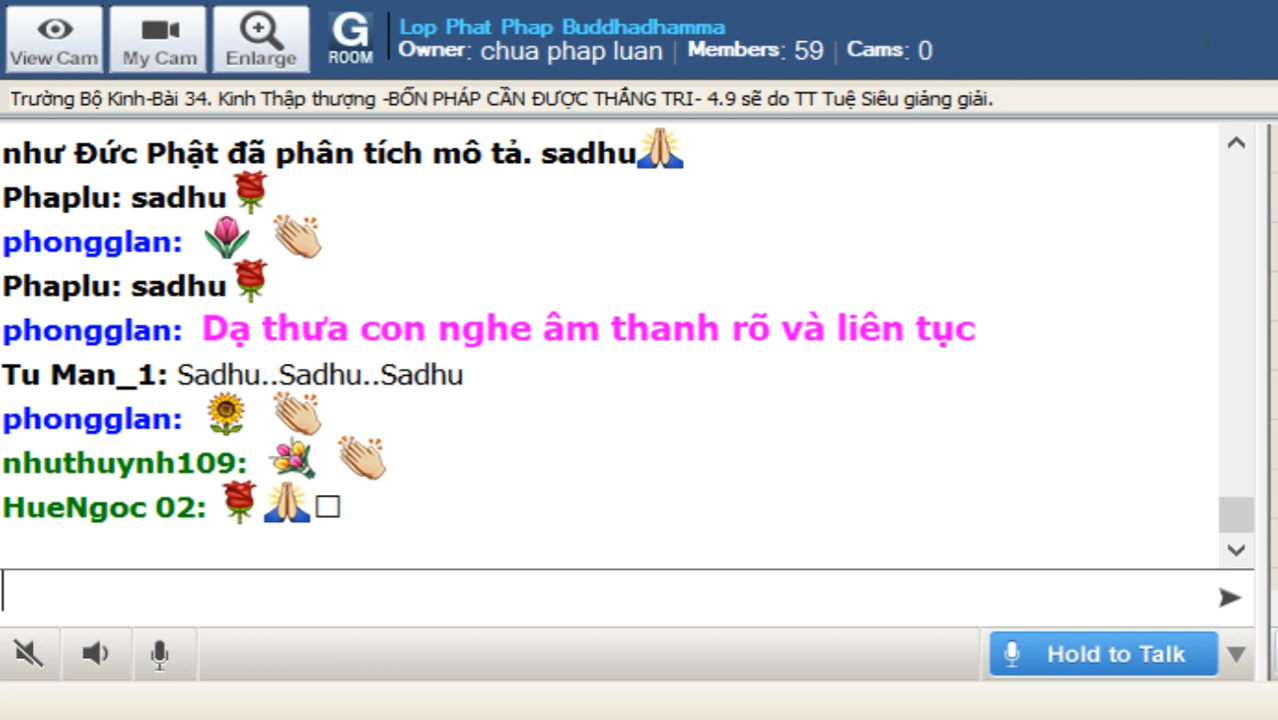 View Cam
My Cam
Enlarge
G
ROOM
Lop Phat Phap Buddhadhamma
Owner: chua phap luan | Members: 59 | Cams: 0
Trường Bộ Kinh-Bài 34. Kinh Thập thượng -BỐN PHÁP CẦN ĐƯỢC THẮNG TRI- 4.9 sẽ do TT Tuệ Siêu giảng giải.
như Đức Phật đã phân tích mô tả. sadhu🙏
Phaplu: sadhu🌹
phongglan: 🌷 👏
Phaplu: sadhu🌹
phongglan: Dạ thưa con nghe âm thanh rõ và liên tục
Tu Man_1: Sadhu..Sadhu..Sadhu
phongglan: 🌻 👏
nhuthuynh109: 💐 👏
HueNgoc 02: 🌹🙏□
Hold to Talk